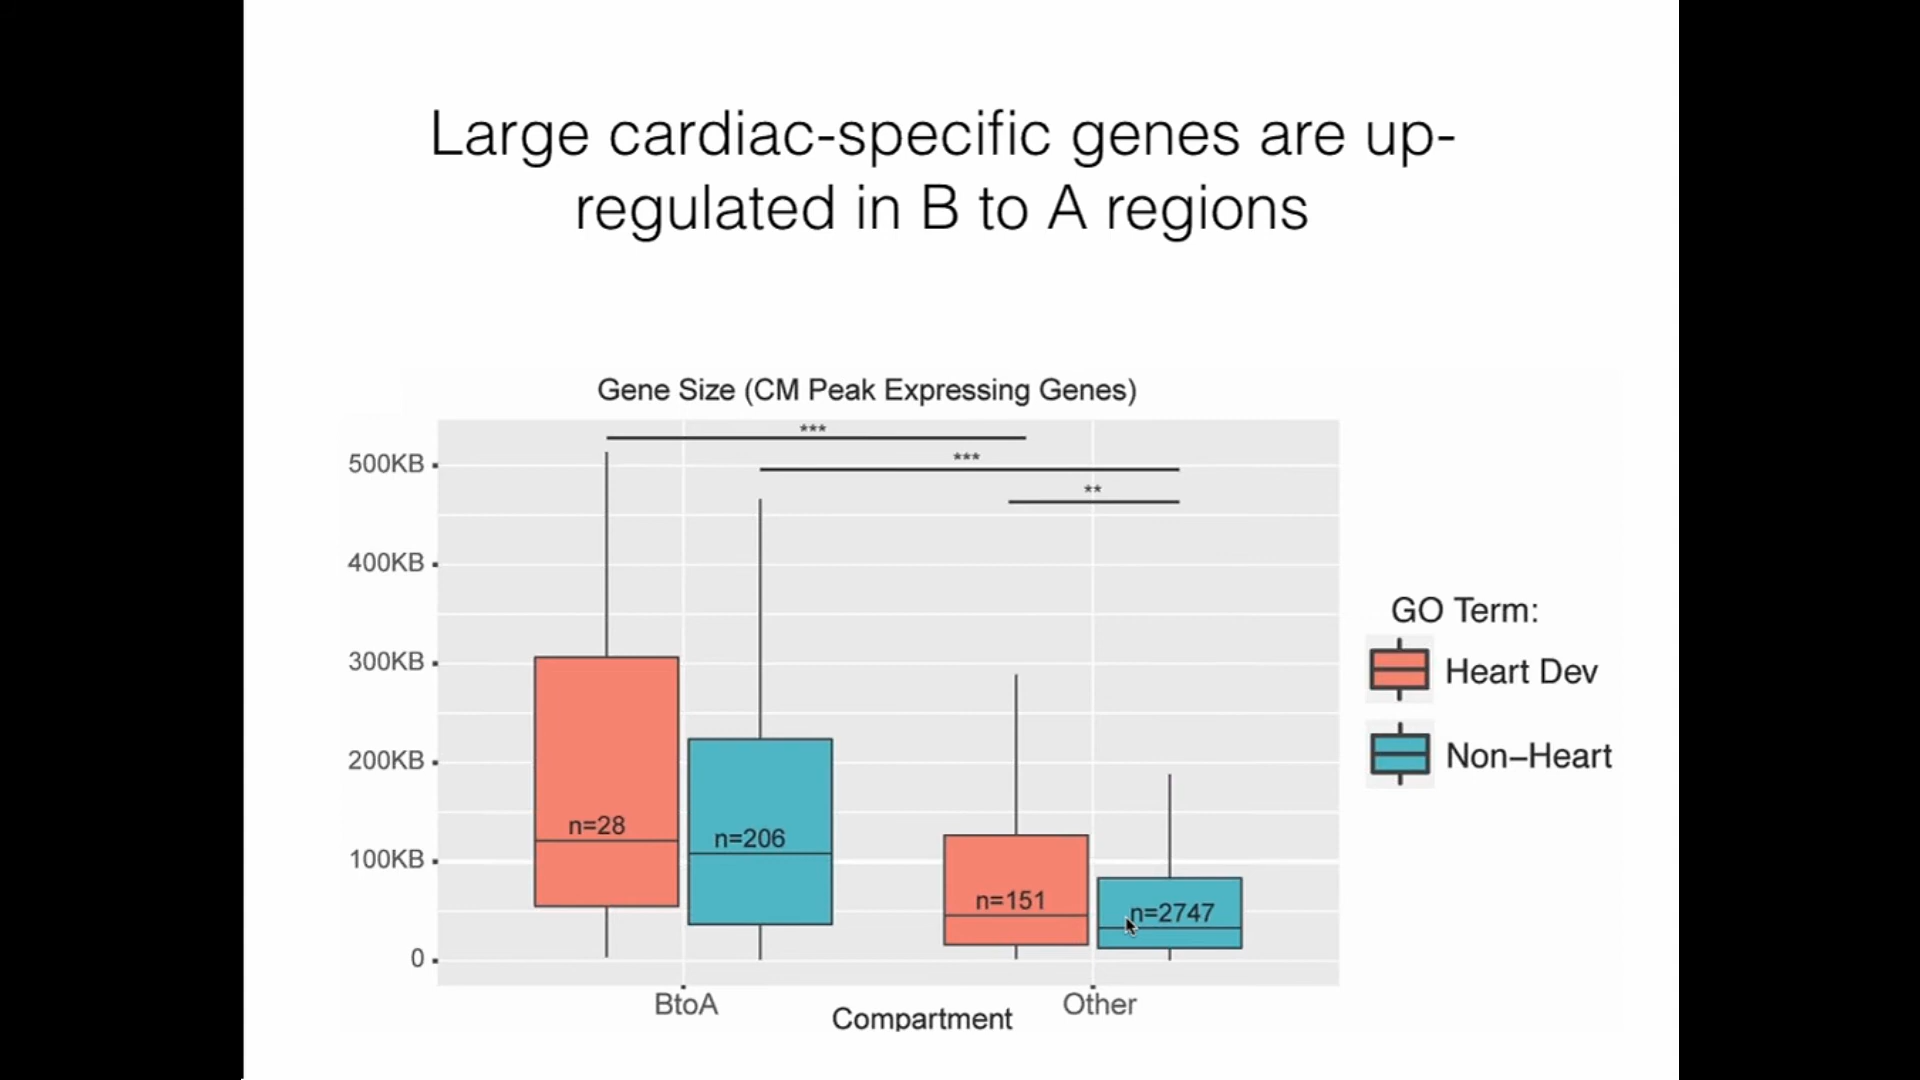 Large cardiac-specific genes are up-
regulated in B to A regions
Gene Size (CM Peak Expressing Genes)
***
***
**
500KB
400KB
300KB
200KB
100KB
0
n=28
n=206
n=151
n=2747
BtoA
Other
Compartment
GO Term:
Heart Dev
Non–Heart